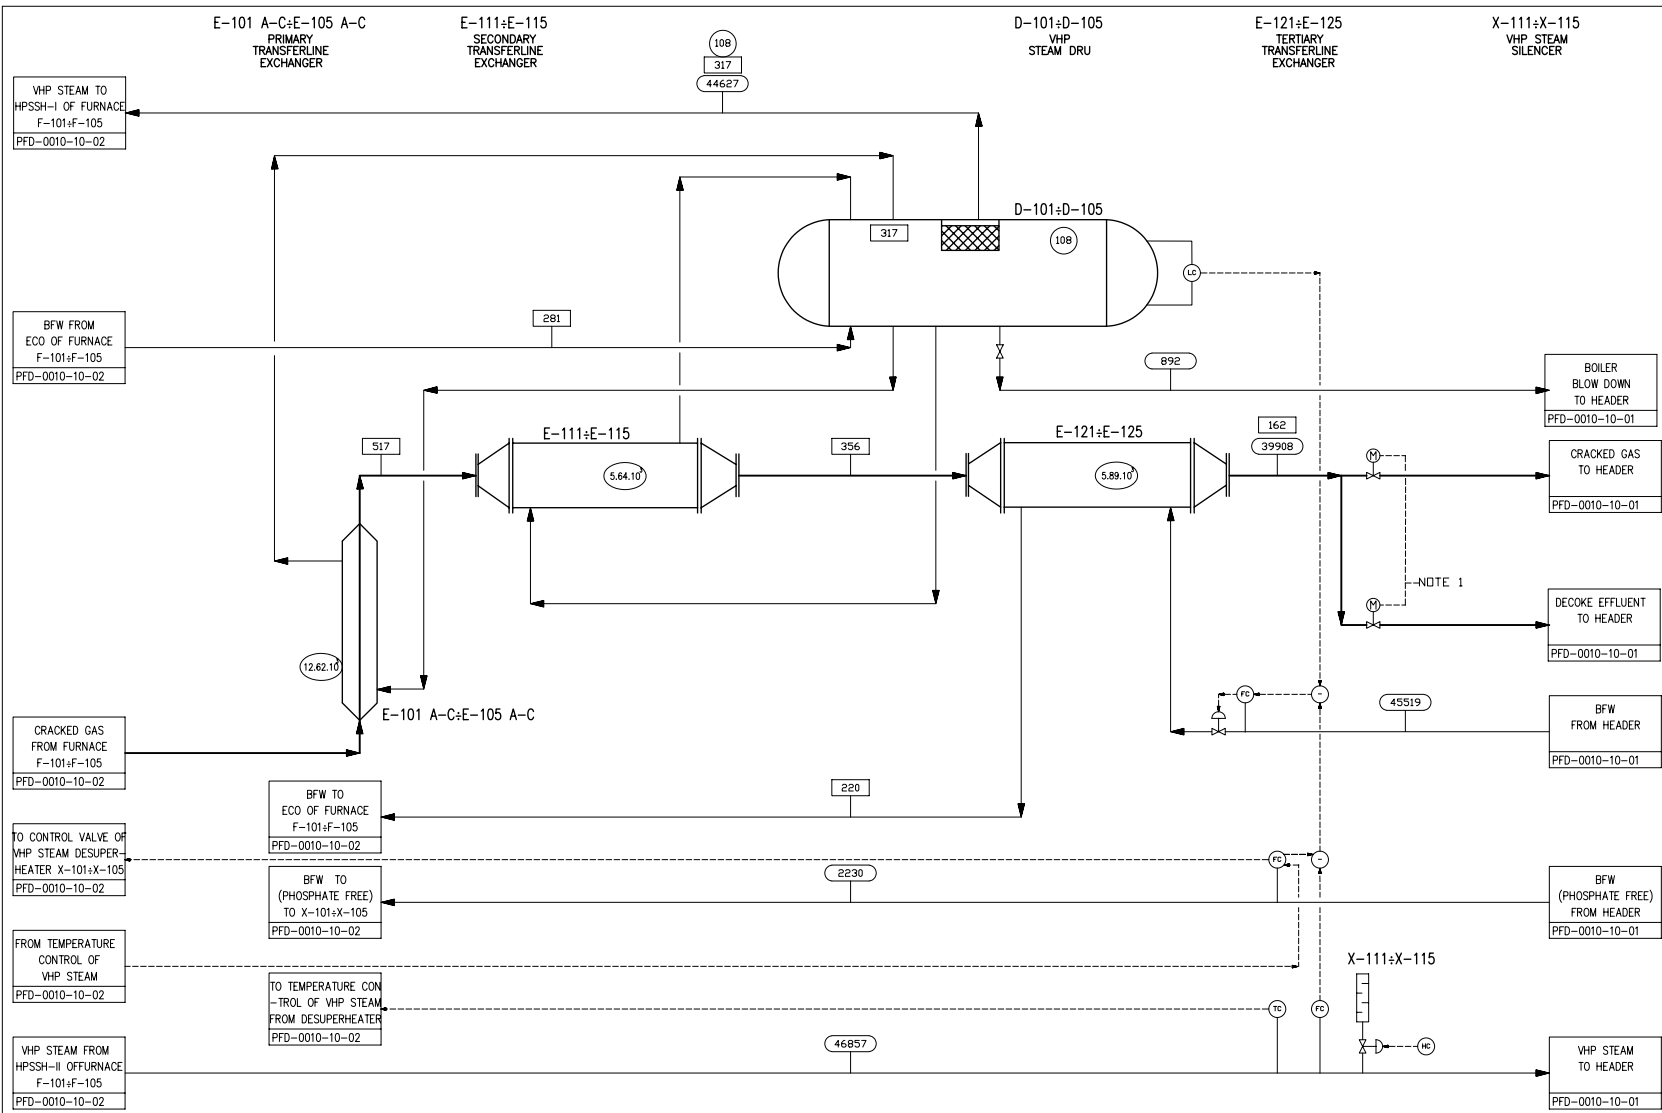 E-101 A-C÷E-105 A-C
PRIMARY
TRANSFERLINE
EXCHANGER
E-111÷E-115
SECONDARY
TRANSFERLINE
EXCHANGER
D-101÷D-105
VHP
STEAM DRU
E-121÷E-125
TERTIARY
TRANSFERLINE
EXCHANGER
X-111÷X-115
VHP STEAM
SILENCER
108
317
44627
VHP STEAM TO
HPSSH-I OF FURNACE
F-101÷F-105
PFD-0010-10-02
D-101÷D-105
317
108
LC
BFW FROM
ECO OF FURNACE
F-101÷F-105
PFD-0010-10-02
281
892
BOILER
BLOW DOWN
TO HEADER
PFD-0010-10-01
517
E-111÷E-115
5.64.10
356
E-121÷E-125
5.89.10
162
39908
M
CRACKED GAS
TO HEADER
PFD-0010-10-01
NOTE 1
M
DECOKE EFFLUENT
TO HEADER
PFD-0010-10-01
12.62.10
E-101 A-C÷E-105 A-C
FC
-
45519
BFW
FROM HEADER
PFD-0010-10-01
CRACKED GAS
FROM FURNACE
F-101÷F-105
PFD-0010-10-02
BFW TO
ECO OF FURNACE
F-101÷F-105
PFD-0010-10-02
220
TO CONTROL VALVE OF
VHP STEAM DESUPER-
HEATER X-101÷X-105
PFD-0010-10-02
FC
-
BFW TO
(PHOSPHATE FREE)
TO X-101÷X-105
PFD-0010-10-02
2230
BFW
(PHOSPHATE FREE)
FROM HEADER
PFD-0010-10-01
FROM TEMPERATURE
CONTROL OF
VHP STEAM
PFD-0010-10-02
TO TEMPERATURE CON
-TROL OF VHP STEAM
FROM DESUPERHEATER
PFD-0010-10-02
TC
FC
X-111÷X-115
HC
VHP STEAM FROM
HPSSH-II OFFURNACE
F-101÷F-105
PFD-0010-10-02
46857
VHP STEAM
TO HEADER
PFD-0010-10-01